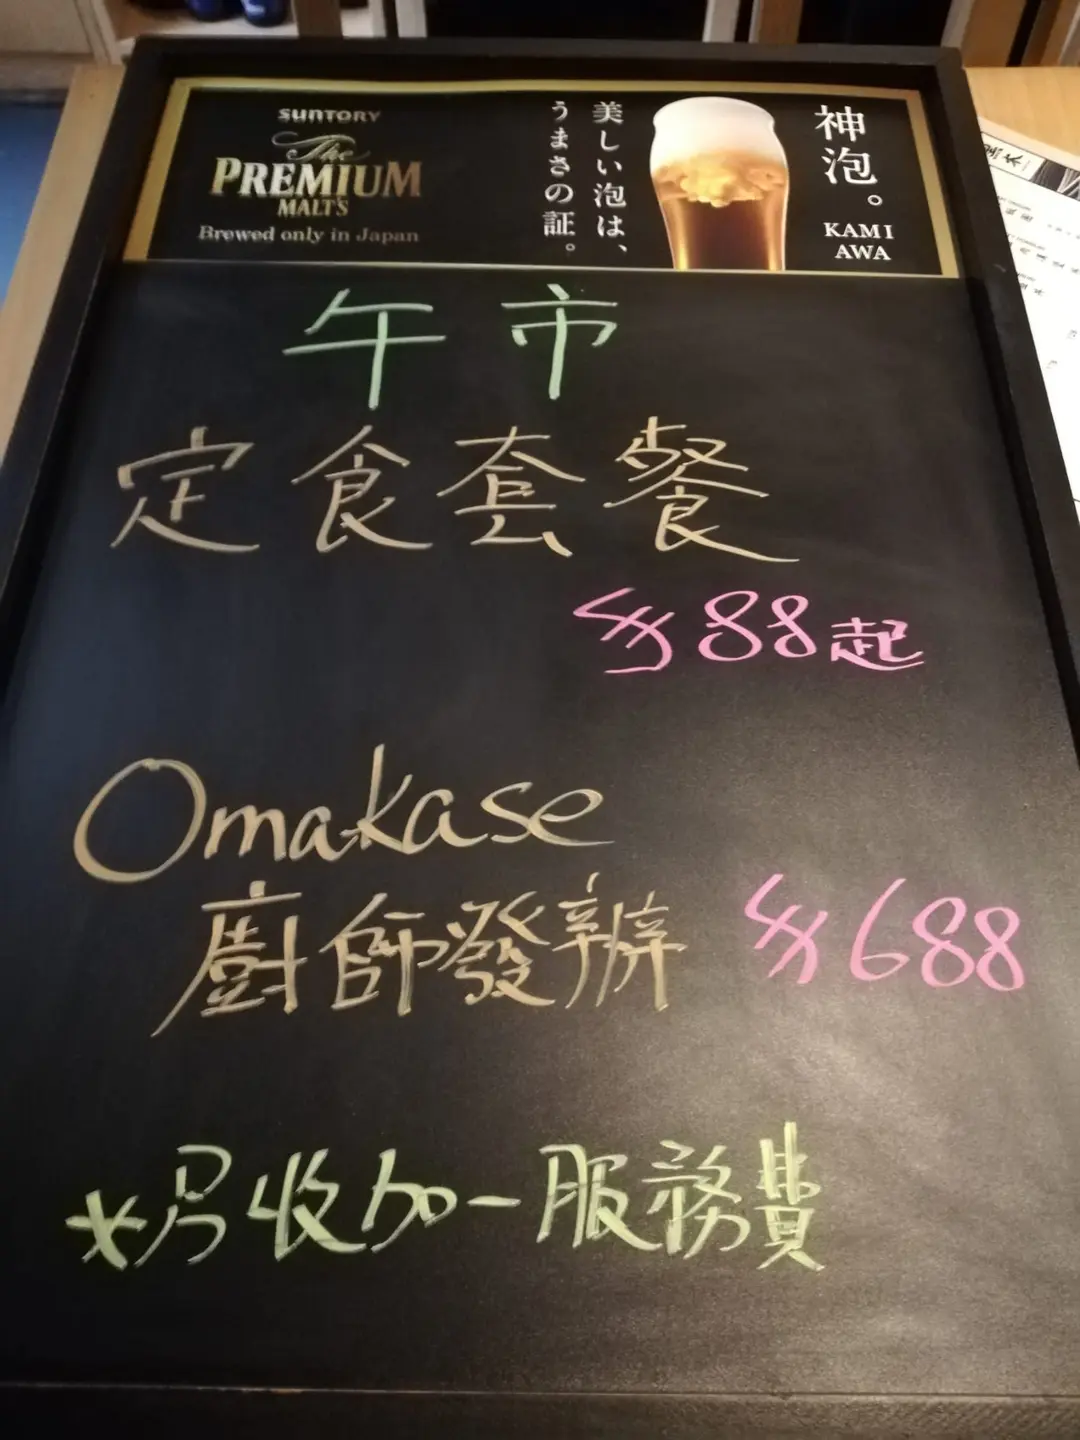 SUNTORY
The
PREMIUM
MALT'S
Brewed only in Japan
美しい泡は、
うまさの証。
神泡。
KAMI
AWA
午市
定食套餐
$88起
Omakase
廚師發辦
$688
*另收加一服務費